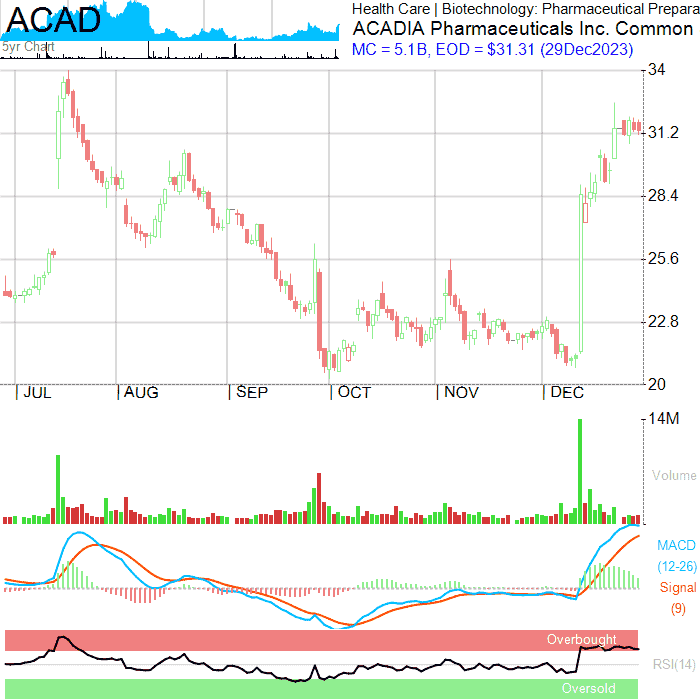 ACAD
5yr Chart
Health Care | Biotechnology: Pharmaceutical Prepara
ACADIA Pharmaceuticals Inc. Common
MC = 5.1B, EOD = $31.31 (29Dec2023)
34
31.2
28.4
25.6
22.8
20
JUL AUG SEP OCT NOV DEC
14M
Volume
MACD
(12-26)
Signal
(9)
Overbought
RSI(14)
Oversold